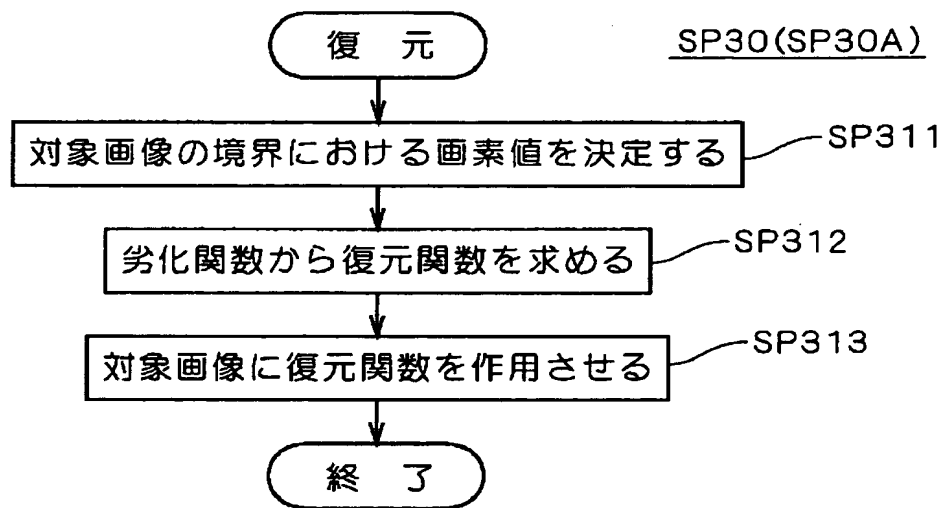 復 元
SP30(SP30A)
対象画像の境界における画素値を決定する
SP311
劣化関数から復元関数を求める
SP312
対象画像に復元関数を作用させる
SP313
終 了